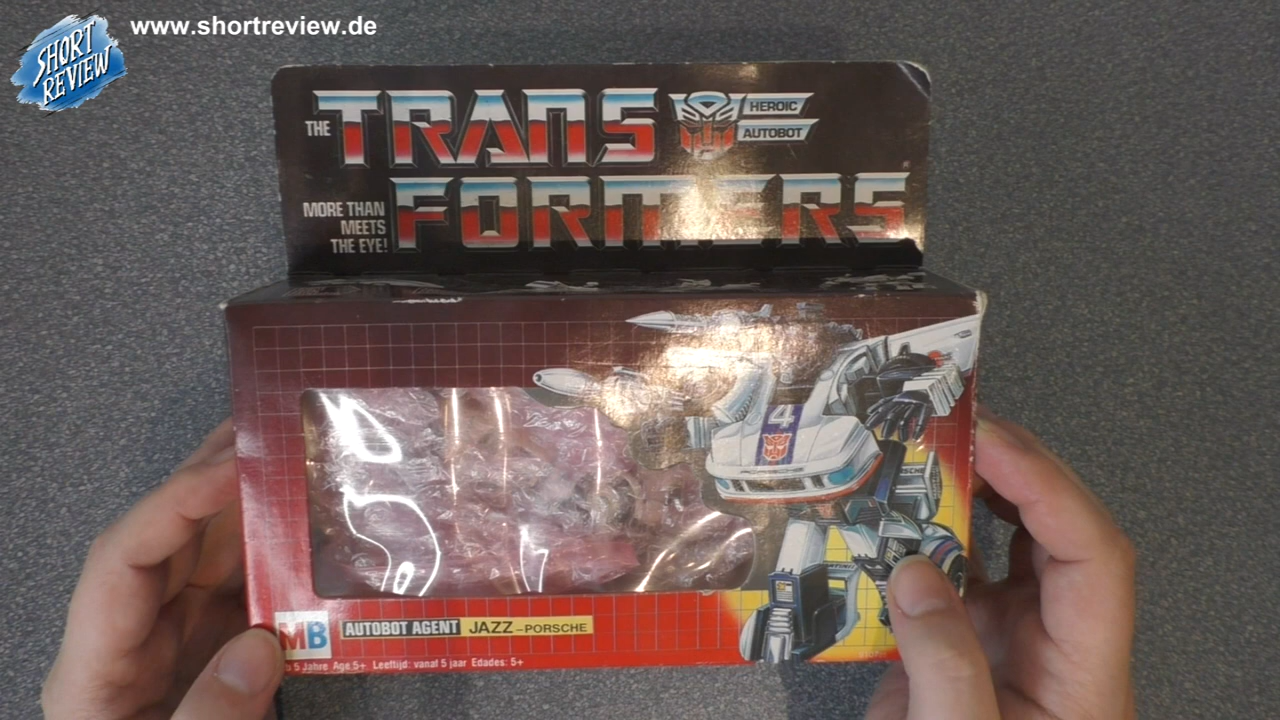 www.shortreview.de
SHORT
REVIEW
THE TRANS
HEROIC
AUTOBOT
FORMERS
MORE THAN
MEETS
THE EYE!
4
PORSCHE
PORSCHE
MB
AUTOBOT AGENT JAZZ – PORSCHE
5 Jahre Age 5+ Leeftijd: vanaf 5 jaar Edades: 5+